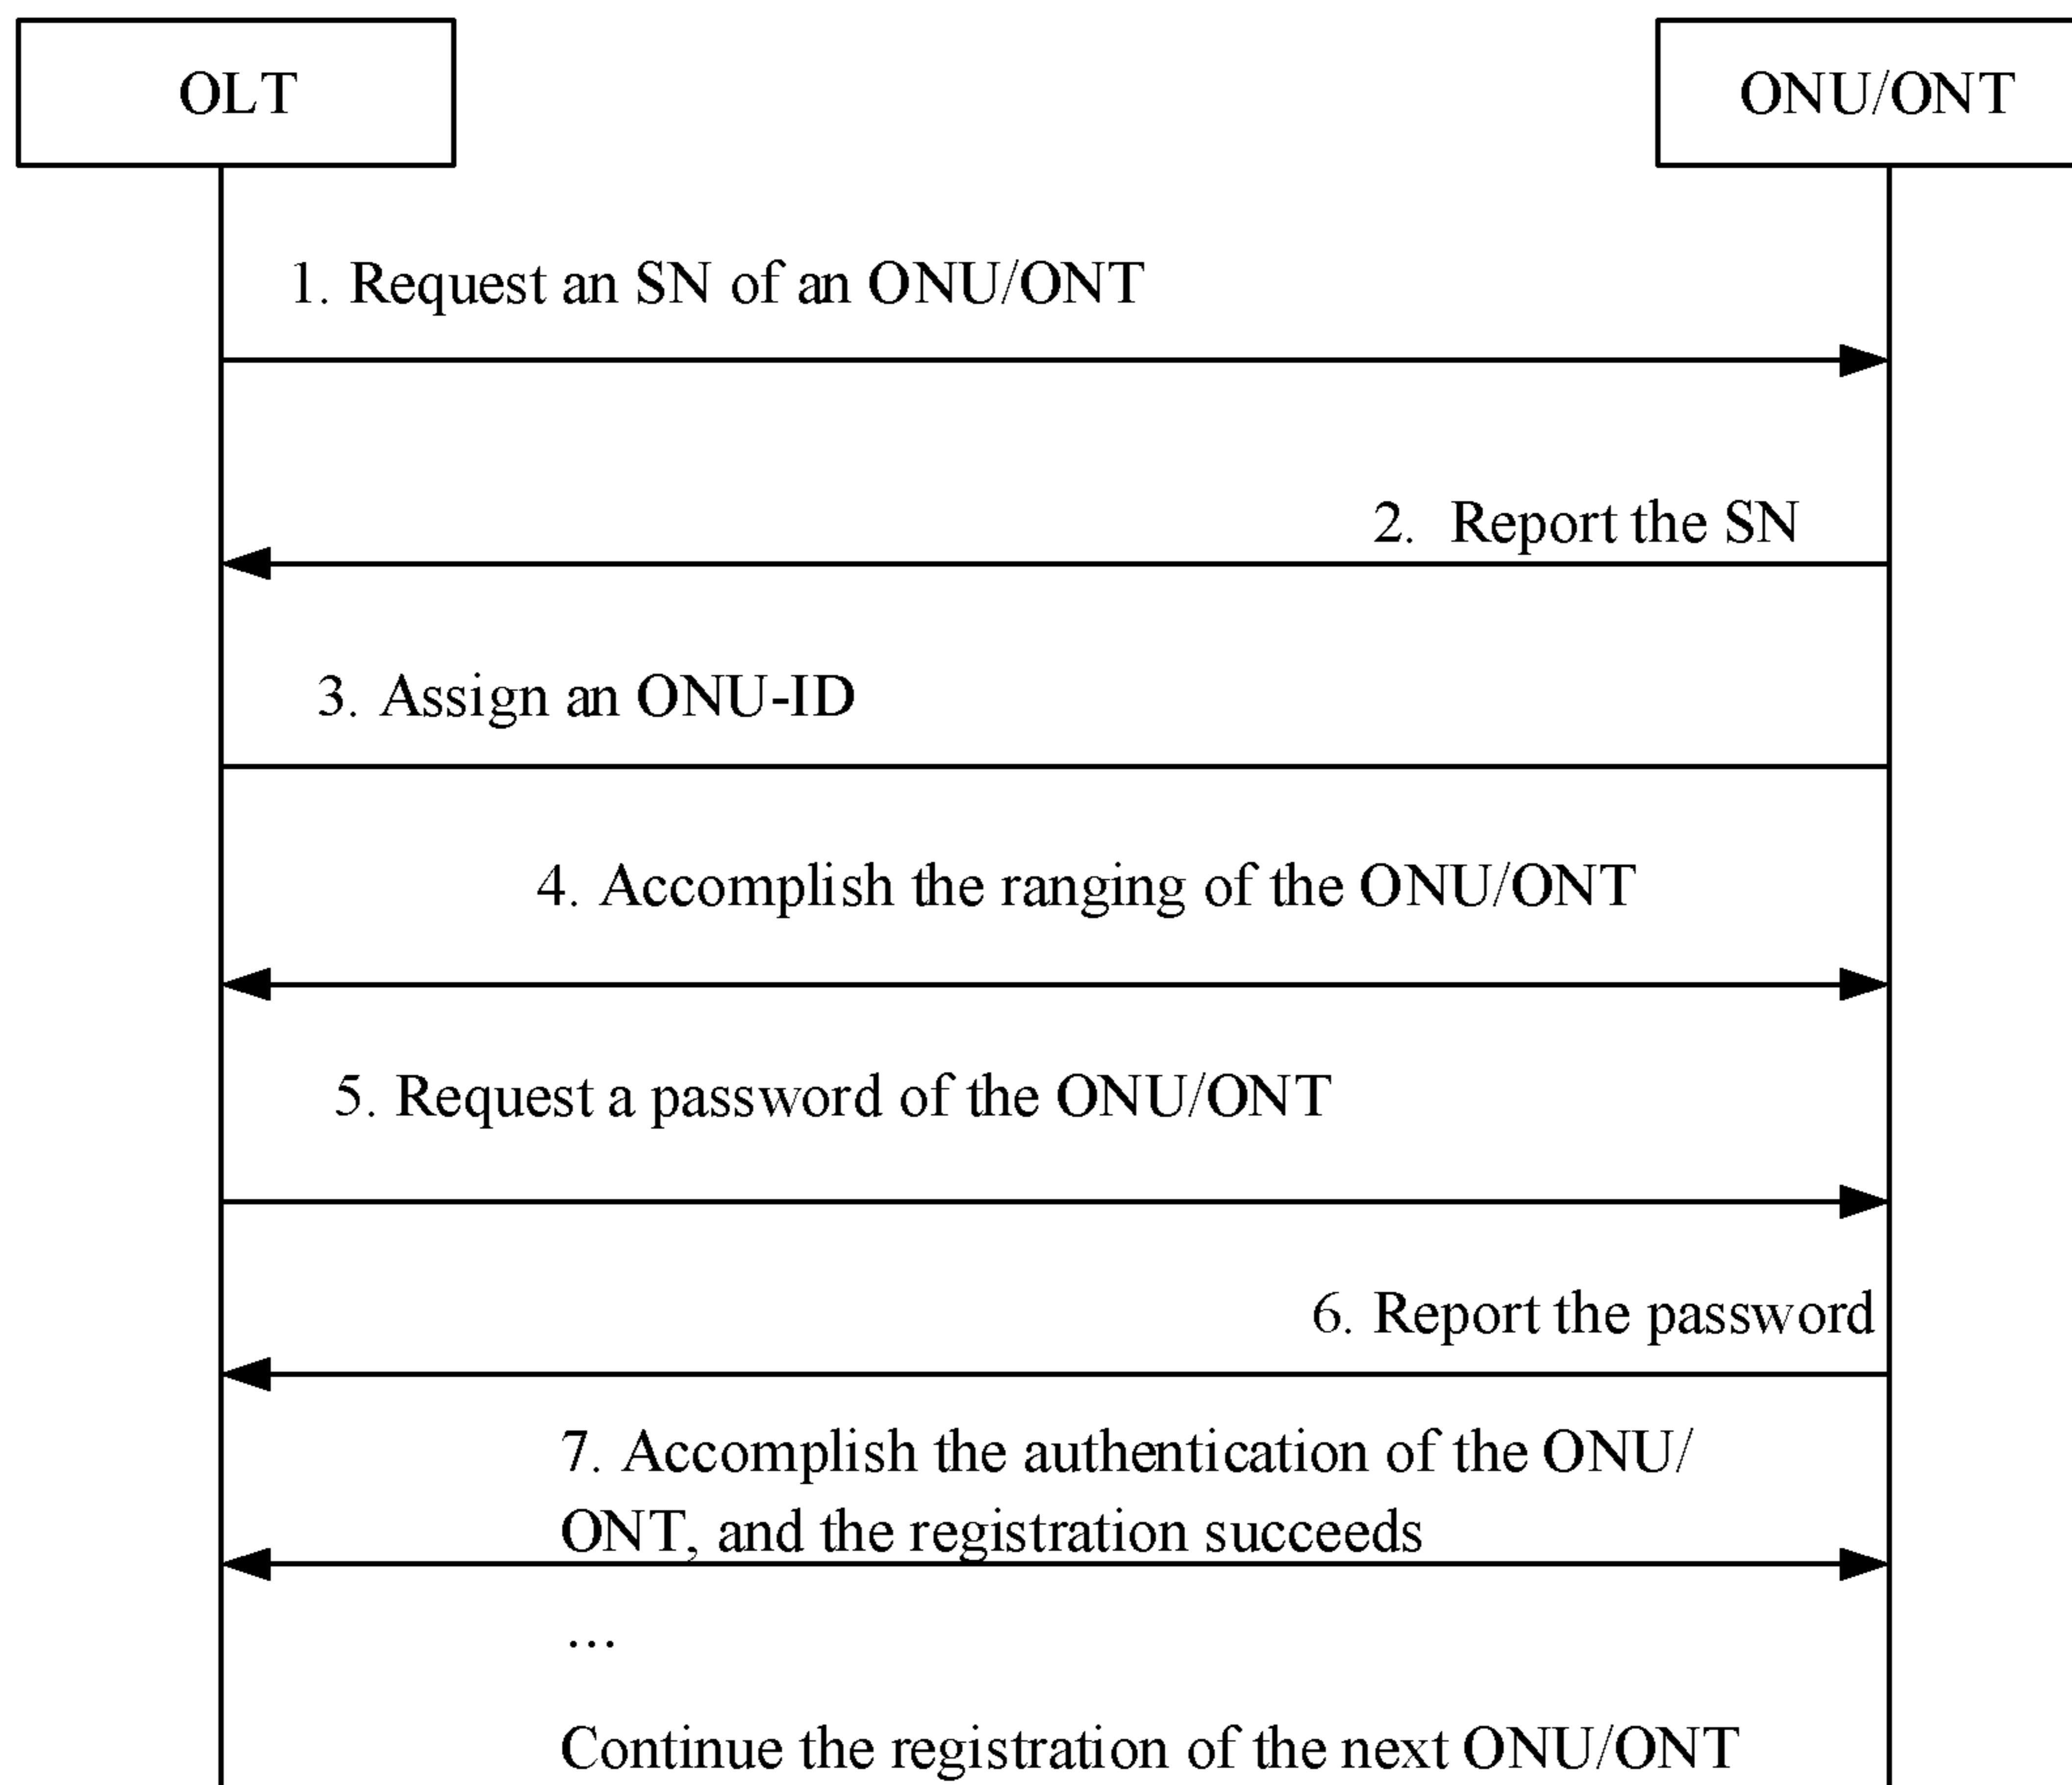 OLT
ONU/ONT
1. Request an SN of an ONU/ONT
2. Report the SN
3. Assign an ONU-ID
4. Accomplish the ranging of the ONU/ONT
5. Request a password of the ONU/ONT
6. Report the password
7. Accomplish the authentication of the ONU/
ONT, and the registration succeeds
...
Continue the registration of the next ONU/ONT